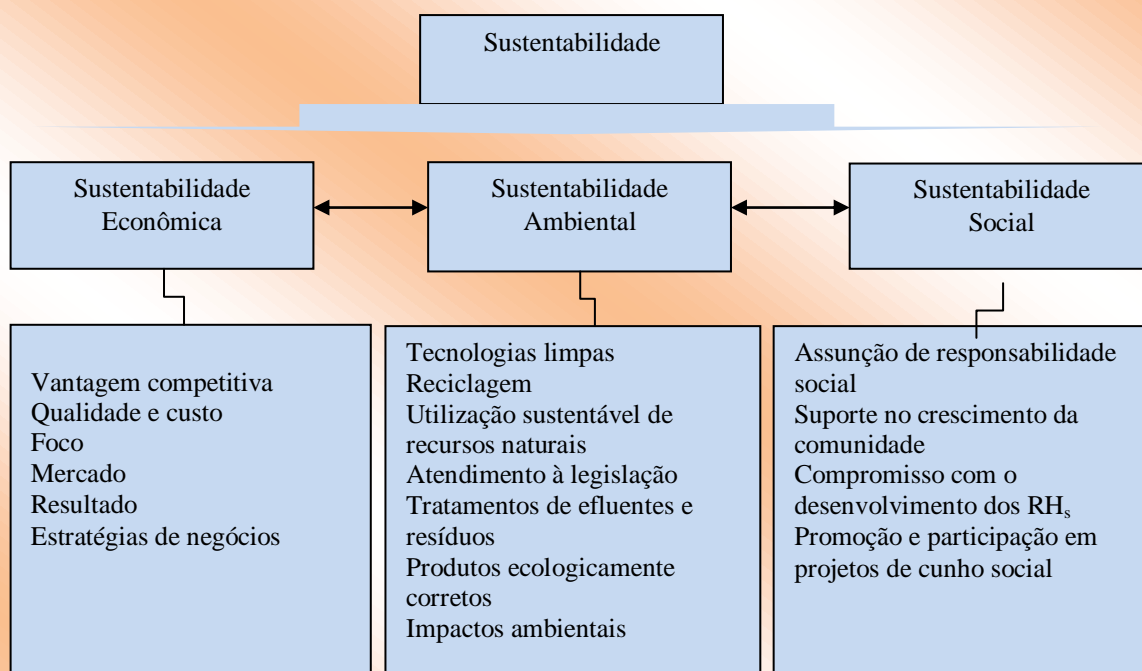 Sustentabilidade
Sustentabilidade
Econômica
Sustentabilidade
Ambiental
Sustentabilidade
Social
Vantagem competitiva
Qualidade e custo
Foco
Mercado
Resultado
Estratégias de negócios
Tecnologias limpas
Reciclagem
Utilização sustentável de
recursos naturais
Atendimento à legislação
Tratamentos de efluentes e
resíduos
Produtos ecologicamente
corretos
Impactos ambientais
Assunção de responsabilidade
social
Suporte no crescimento da
comunidade
Compromisso com o
desenvolvimento dos RHs
Promoção e participação em
projetos de cunho social